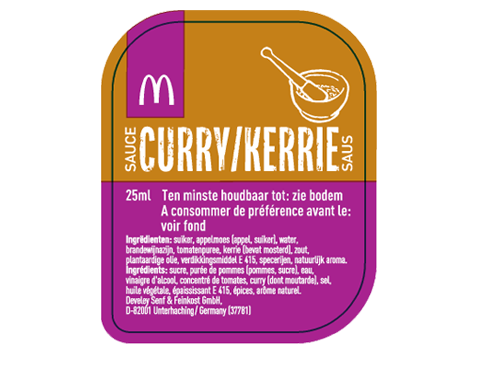 SAUCE CURRY/KERRIE SAUS
25ml Ten minste houdbaar tot: zie bodem
A consommer de préférence avant le:
voir fond
Ingrëdienten: suiker, appelmoes (appel, suiker), water,
brandewijnazijn, tomatenpuree, kerrie (bevat mosterd), zout,
plantaardige olie, verdikkingsmiddel E 415, specerijen, natuurlijk aroma.
Ingrédients: sucre, purée de pommes (pommes, sucre), eau,
vinaigre d'alcool, concentré de tomates, curry (dont moutarde), sel,
huile végétale, épaississant E 415, épices, arôme naturel.
Develey Senf & Feinkost GmbH,
D-82001 Unterhaching/ Germany (37781)